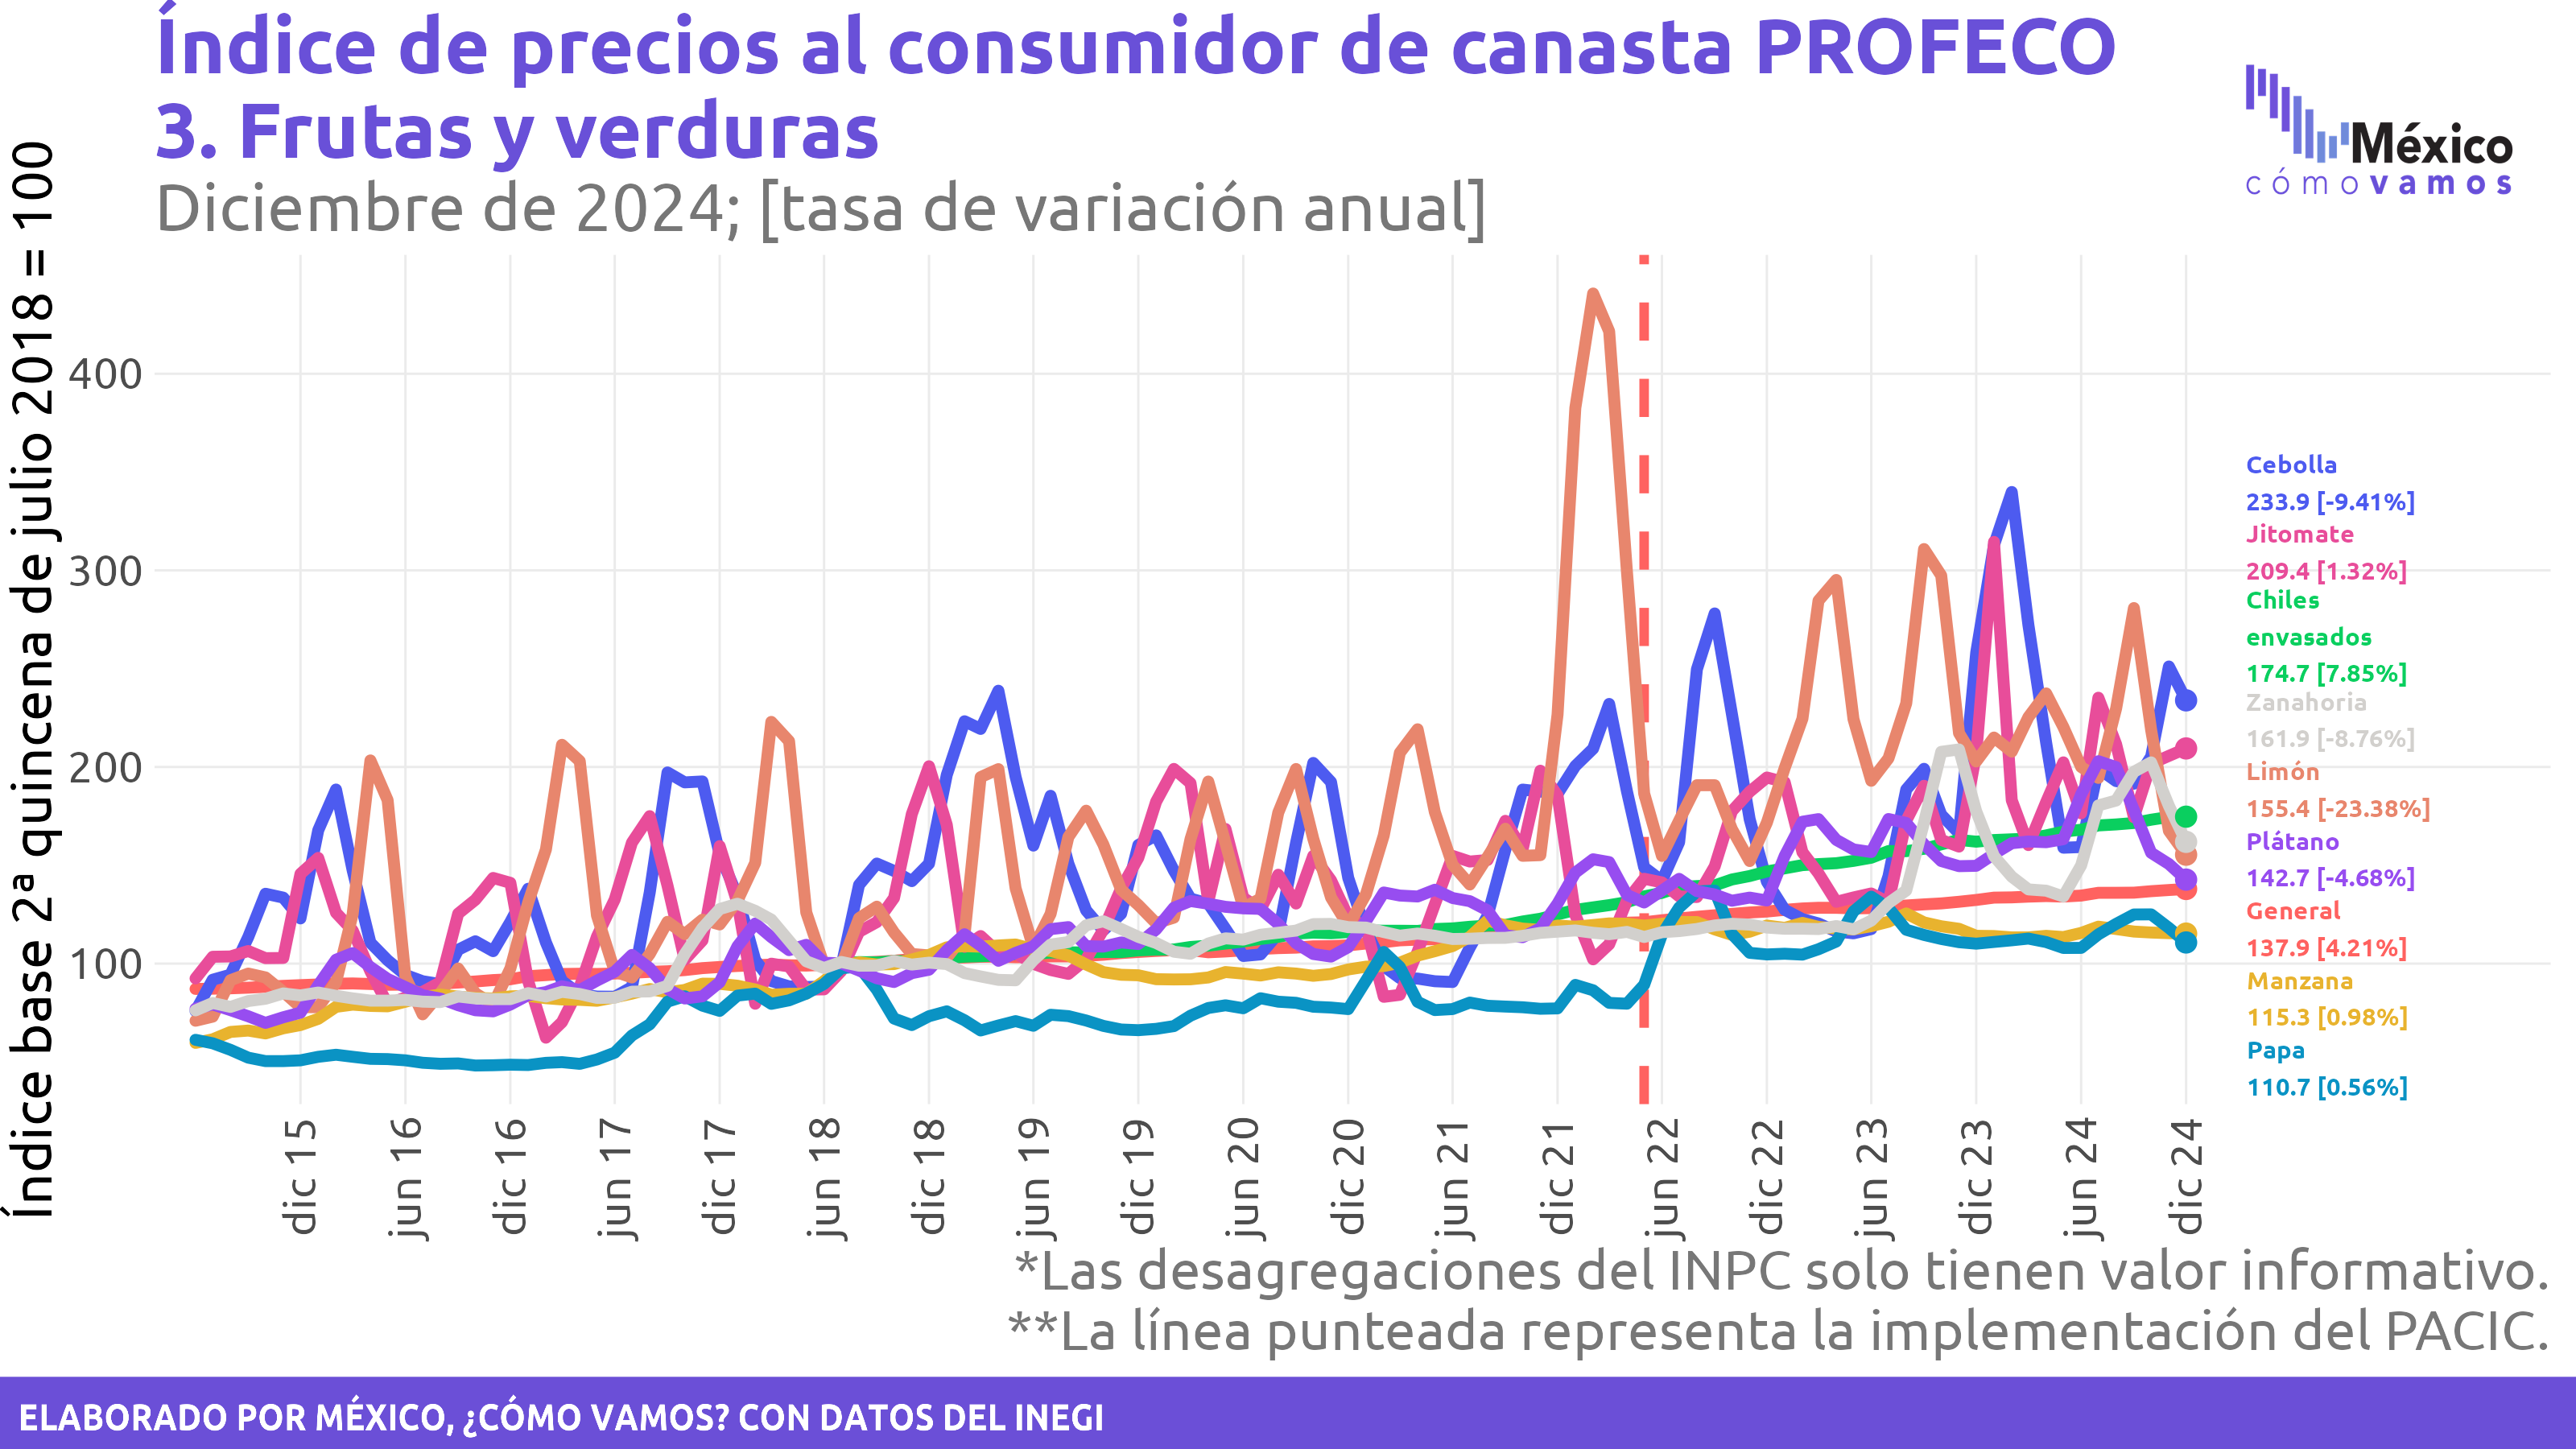 Índice de precios al consumidor de canasta PROFECO
3. Frutas y verduras
Diciembre de 2024; [tasa de variación anual]
México
cómo vamos
Índice base 2ª quincena de julio 2018 = 100
400
300
200
100
Cebolla
233.9 [-9.41%]
Jitomate
209.4 [1.32%]
Chiles
envasados
174.7 [7.85%]
Zanahoria
161.9 [-8.76%]
Limón
155.4 [-23.38%]
Plátano
142.7 [-4.68%]
General
137.9 [4.21%]
Manzana
115.3 [0.98%]
Papa
110.7 [0.56%]
dic 15
jun 16
dic 16
jun 17
dic 17
jun 18
dic 18
jun 19
dic 19
jun 20
dic 20
jun 21
dic 21
jun 22
dic 22
jun 23
dic 23
jun 24
dic 24
*Las desagregaciones del INPC solo tienen valor informativo.
**La línea punteada representa la implementación del PACIC.
ELABORADO POR MÉXICO, ¿CÓMO VAMOS? CON DATOS DEL INEGI